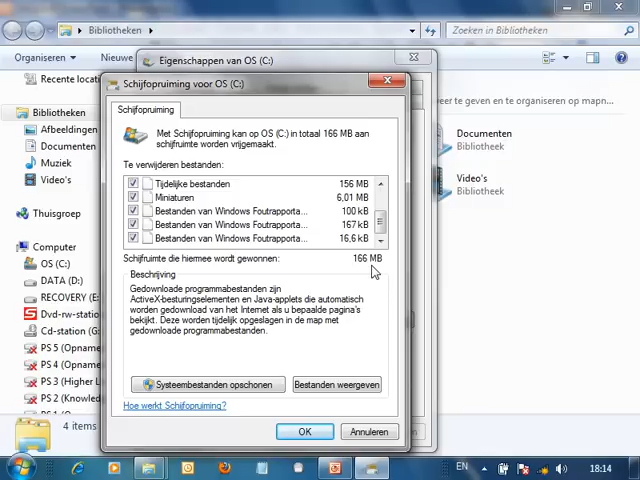 Bibliotheken
Zoeken in Bibliotheken
Organiseren
Nieuwe
Eigenschappen van OS (C:)
Recente locati
Bibliotheken
Afbeeldingen
Documenten
Muziek
Video's
Thuisgroep
Computer
OS (C:)
DATA (D:)
RECOVERY (E:)
Dvd-rw-station
Cd-station (G:)
PS 5 (Opname
PS 4 (Opname
PS 3 (Higher L
PS 2 (Opname
4 items
er te geven en te organiseren op mapn...
Documenten
Bibliotheek
Video's
Bibliotheek
Schijfopruiming voor OS (C:)
Schijfopruiming
Met Schijfopruiming kan op OS (C:) in totaal 166 MB aan
schijfruimte worden vrijgemaakt.
Te verwijderen bestanden:
Tijdelijke bestanden 156 MB
Miniaturen 6,01 MB
Bestanden van Windows Foutrapporta... 100 kB
Bestanden van Windows Foutrapporta... 167 kB
Bestanden van Windows Foutrapporta... 16,6 kB
Schijfruimte die hiermee wordt gewonnen: 166 MB
Beschrijving
Gedownloade programmabestanden zijn
ActiveX-besturingselementen en Java-applets die automatisch
worden gedownload van het Internet als u bepaalde pagina's
bekijkt. Deze worden tijdelijk opgeslagen in de map met
gedownloade programmabestanden.
Systeembestanden opschonen
Bestanden weergeven
Hoe werkt Schijfopruiming?
OK
Annuleren
EN
18:14